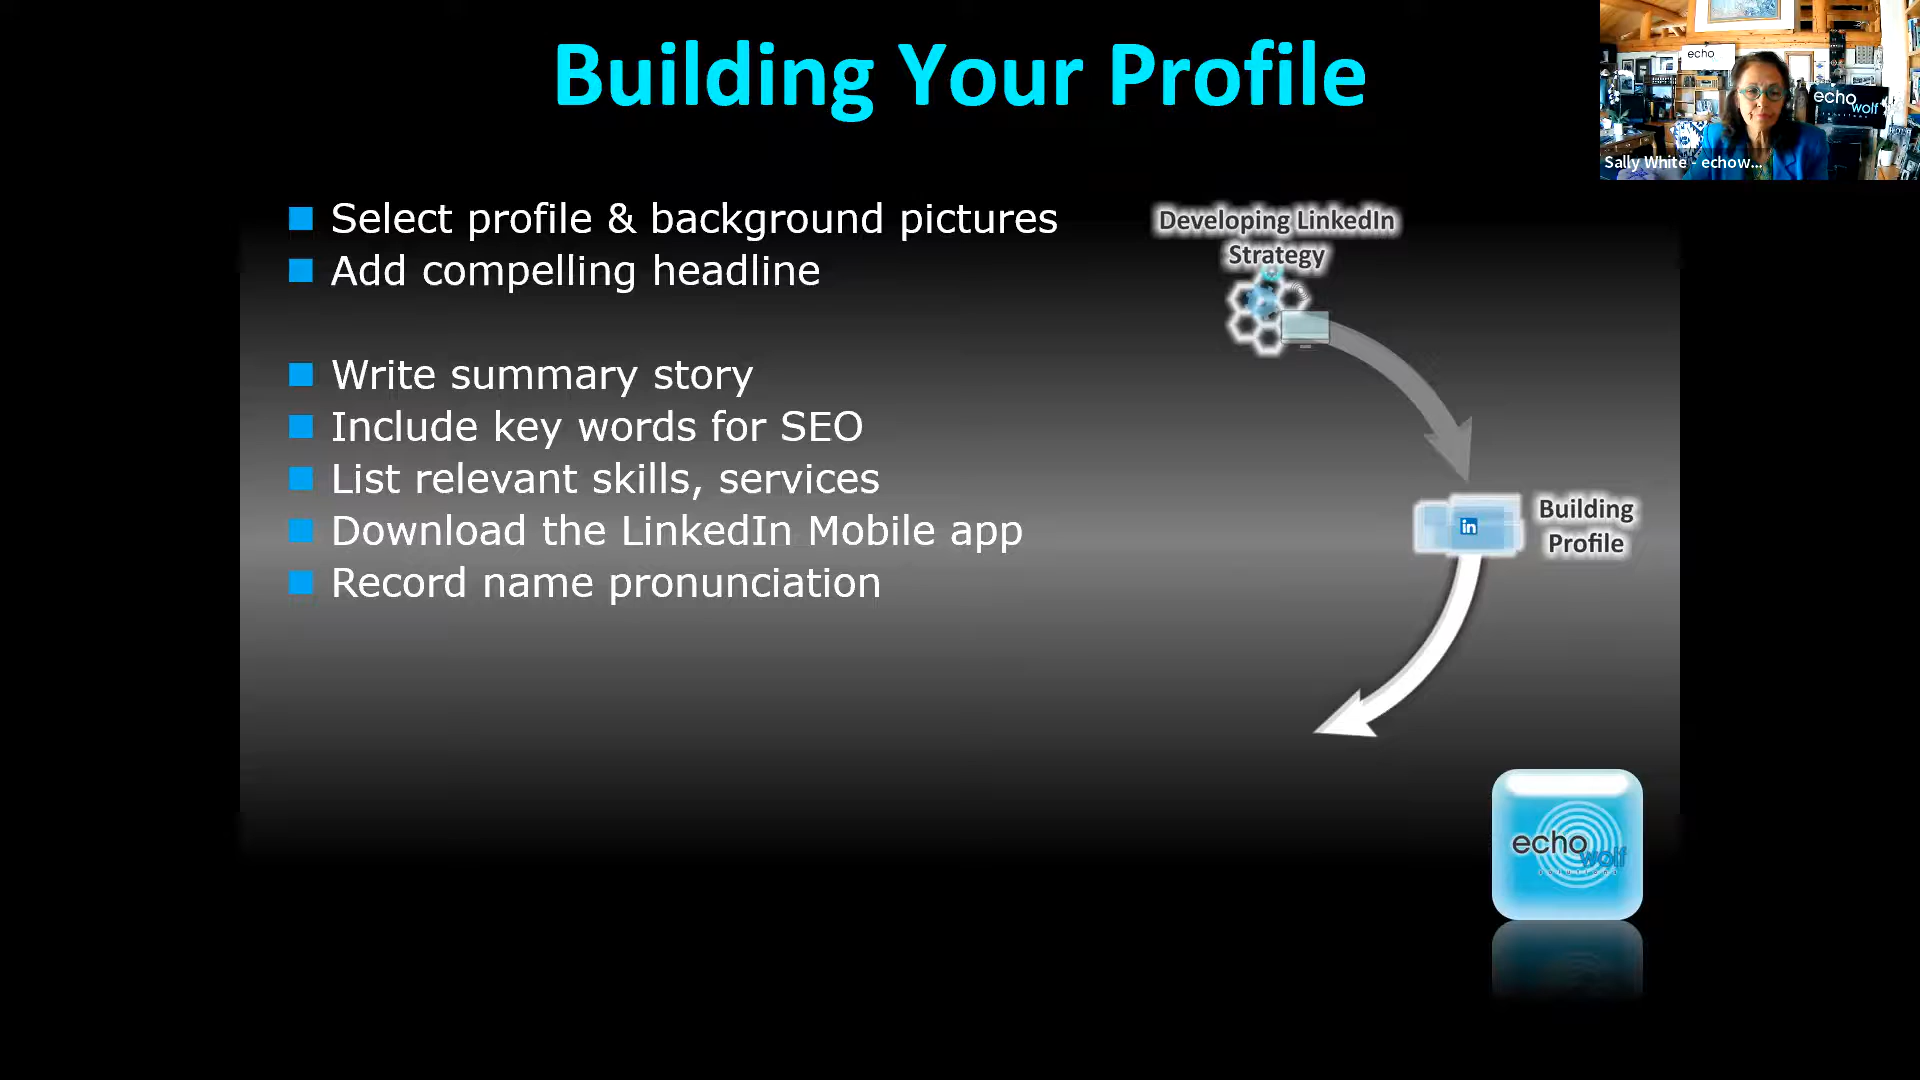 Building Your Profile
echo
echo
wolf
Sally White - echow...
Select profile & background pictures
Add compelling headline
Write summary story
Include key words for SEO
List relevant skills, services
Download the LinkedIn Mobile app
Record name pronunciation
Developing LinkedIn
Strategy
in
Building
Profile
echo
wolf
solutions